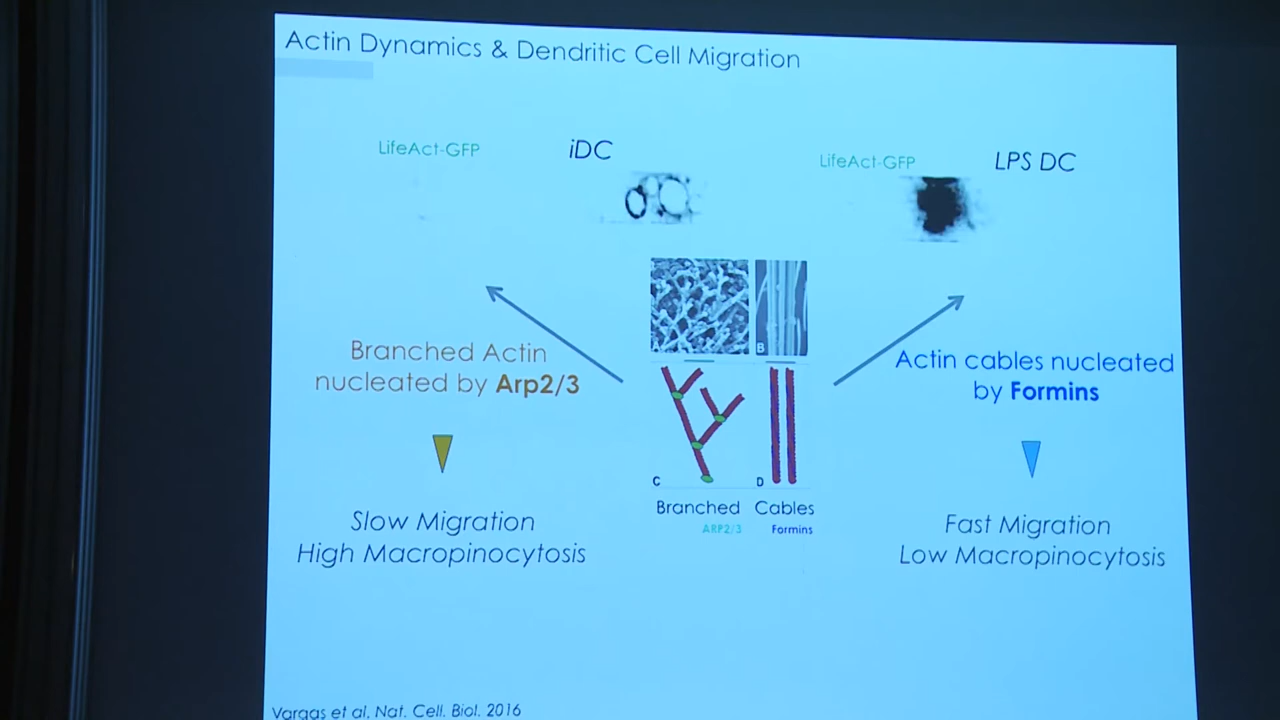 Actin Dynamics & Dendritic Cell Migration
LifeAct-GFP
iDC
LifeAct-GFP
LPS DC
B
Branched Actin
nucleated by Arp2/3
Actin cables nucleated
by Formins
C
D
Branched
Cables
ARP2/3
Formins
Slow Migration
High Macropinocytosis
Fast Migration
Low Macropinocytosis
Vargas et al, Nat. Cell. Biol. 2016